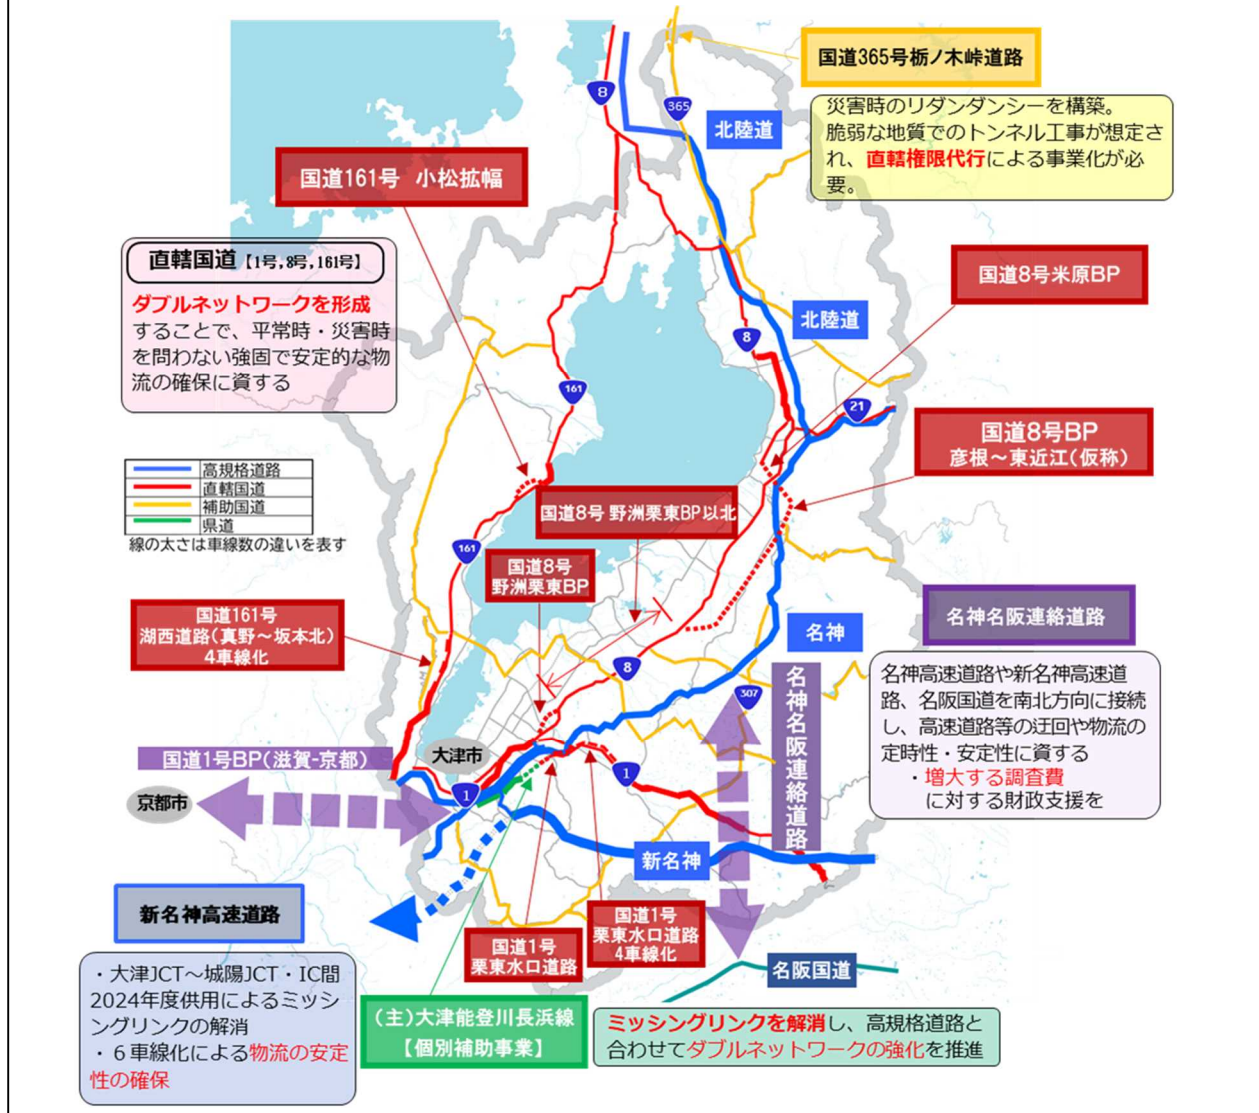 国道365号栃ノ木峠道路
災害時のリダンダンシーを構築。
脆弱な地質でのトンネル工事が想定さ
れ、直轄権限代行による事業化が必
要。
8
365
北陸道
国道161号 小松拡幅
直轄国道【1号,8号,161号】
ダブルネットワークを形成
することで、平常時・災害時
を問わない強固で安定的な物
流の確保に資する
国道8号米原BP
北陸道
8
161
21
国道8号BP
彦根～東近江(仮称)
高規格道路
直轄国道
補助国道
県道
線の太さは車線数の違いを表す
国道8号 野洲栗東BP以北
161
国道8号
野洲栗東BP
国道161号
湖西道路(真野～坂本北)
4車線化
名神名阪連絡道路
名神高速道路や新名神高速道
路、名阪国道を南北方向に接続
し、高速道路等の迂回や物流の
定時性・安定性に資する
・増大する調査費
に対する財政支援を
名神
8
307
名神名阪連絡道路
大津市
国道1号BP(滋賀-京都)
京都市
1
1
新名神
新名神高速道路
・大津JCT～城陽JCT・IC間
2024年度供用によるミッシ
ングリンクの解消
・６車線化による物流の安定
性の確保
国道1号
栗東水口道路
国道1号
栗東水口道路
4車線化
名阪国道
(主)大津能登川長浜線
【個別補助事業】
ミッシングリンクを解消し、高規格道路と
合わせてダブルネットワークの強化を推進